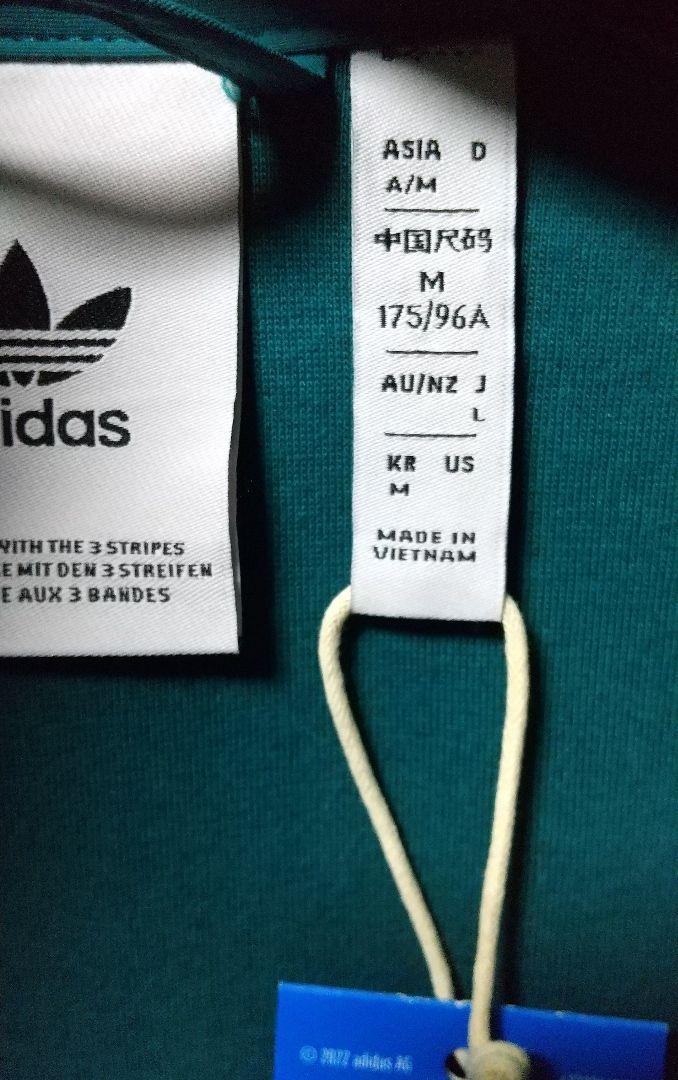 idas
WITH THE 3 STRIPES
E MIT DEN 3 STREIFEN
E AUX 3 BANDES
ASIA D
A/M
中国尺码
M
175/96A
AU/NZ J
L
KR US
M
MADE IN
VIETNAM
© 2022 adidas AG